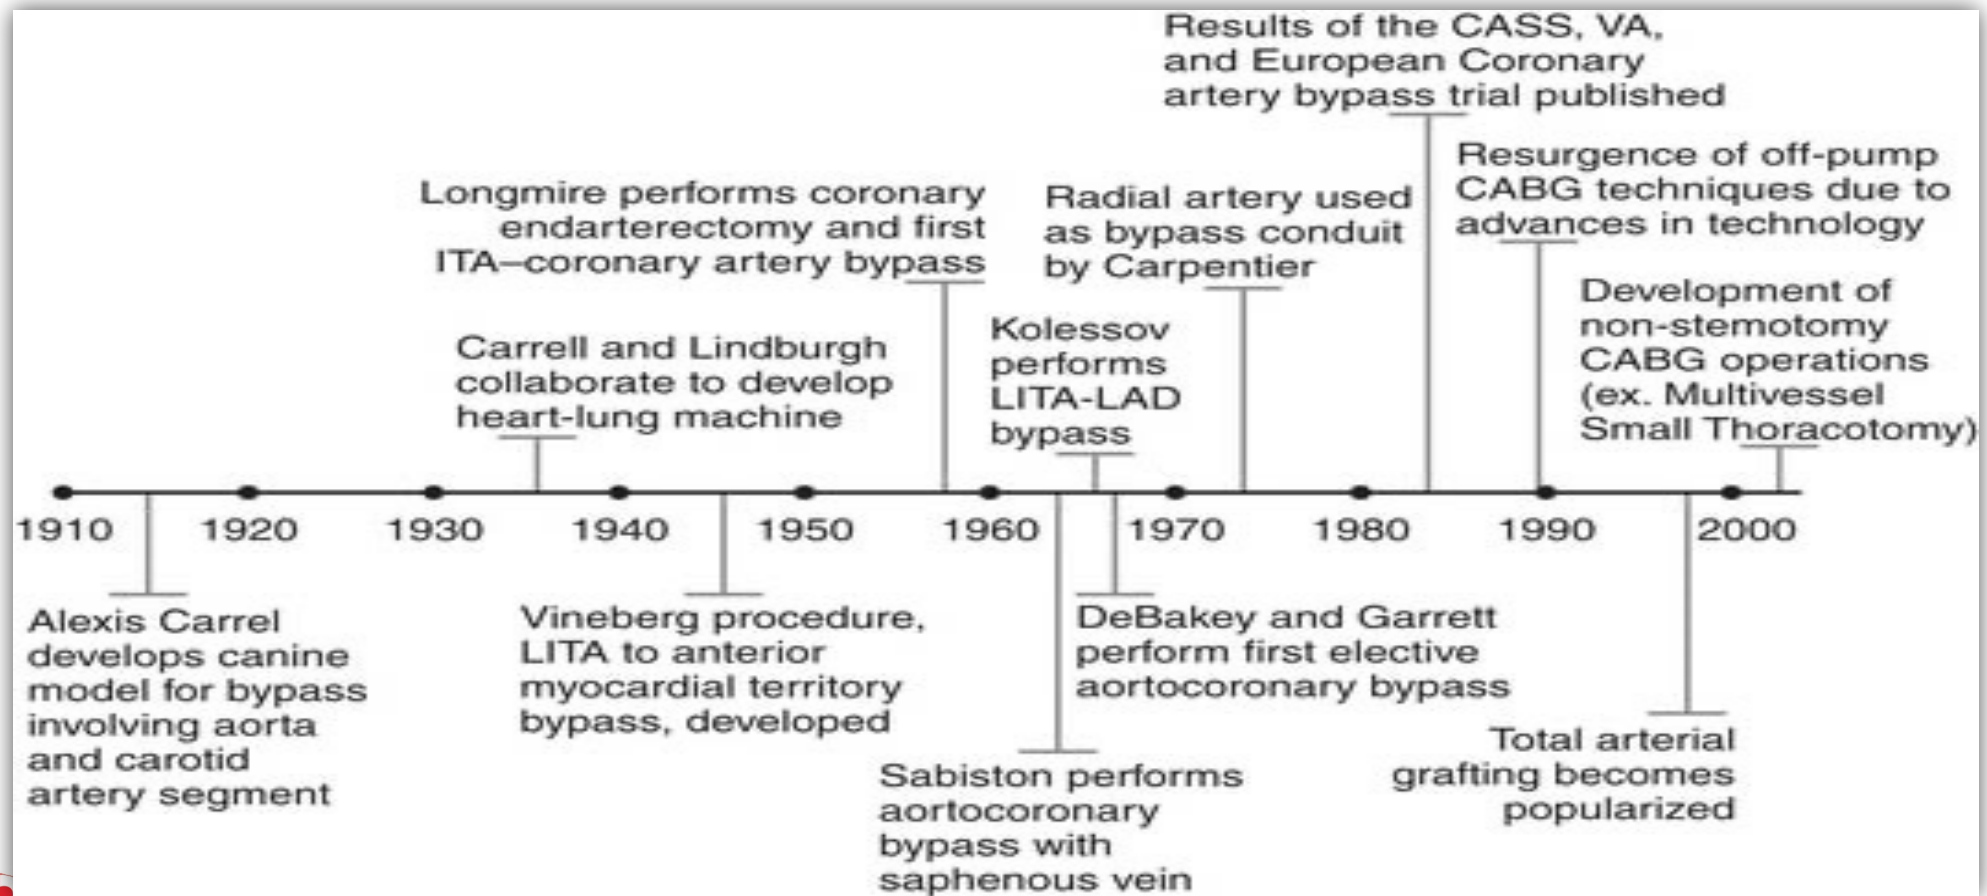 Results of the CASS, VA,
and European Coronary
artery bypass trial published
Resurgence of off-pump
CABG techniques due to
advances in technology
Longmire performs coronary
endarterectomy and first
ITA–coronary artery bypass
Radial artery used
as bypass conduit
by Carpentier
Development of
non-stemotomy
CABG operations
(ex. Multivessel
Small Thoracotomy)
Kolessov
performs
LITA-LAD
bypass
Carrell and Lindburgh
collaborate to develop
heart-lung machine
1910 1920 1930 1940 1950 1960 1970 1980 1990 2000
Alexis Carrel
develops canine
model for bypass
involving aorta
and carotid
artery segment
Vineberg procedure,
LITA to anterior
myocardial territory
bypass, developed
DeBakey and Garrett
perform first elective
aortocoronary bypass
Sabiston performs
aortocoronary
bypass with
saphenous vein
Total arterial
grafting becomes
popularized